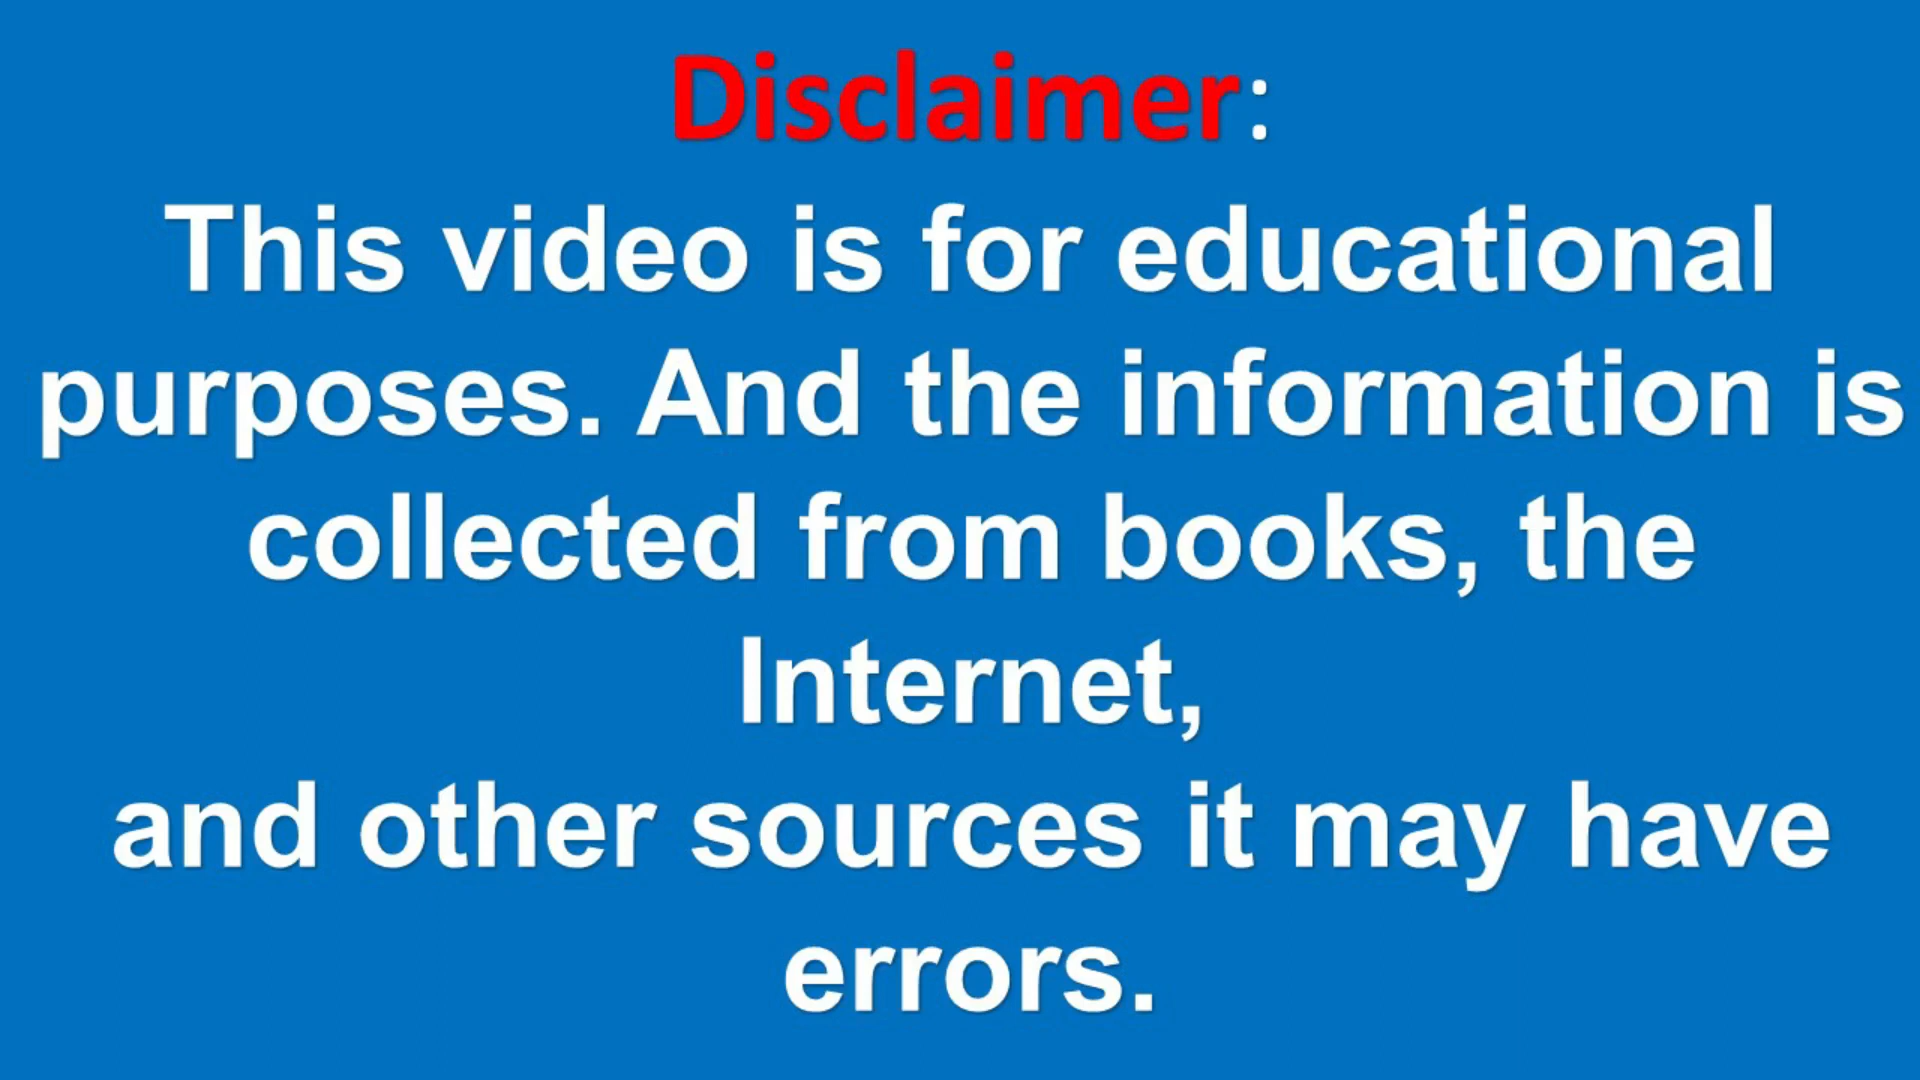 Disclaimer:
This video is for educational
purposes. And the information is
collected from books, the
Internet,
and other sources it may have
errors.